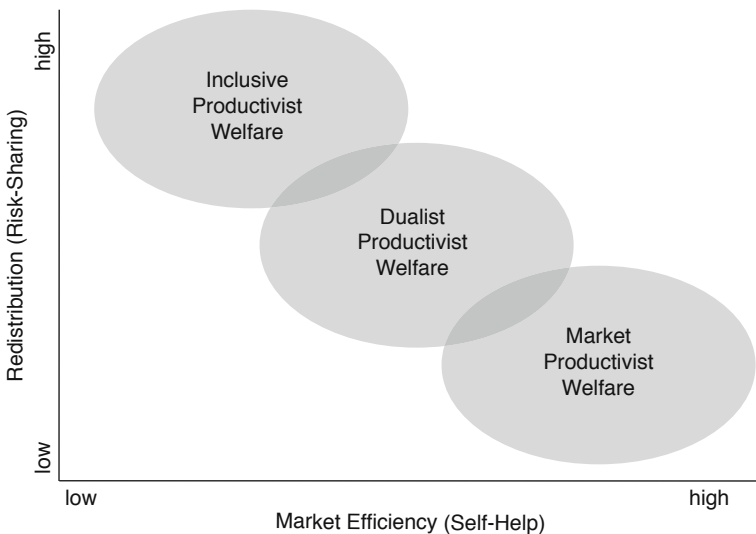 high
Redistribution (Risk-Sharing)
low
Inclusive
Productivist
Welfare
Dualist
Productivist
Welfare
Market
Productivist
Welfare
low
high
Market Efficiency (Self-Help)